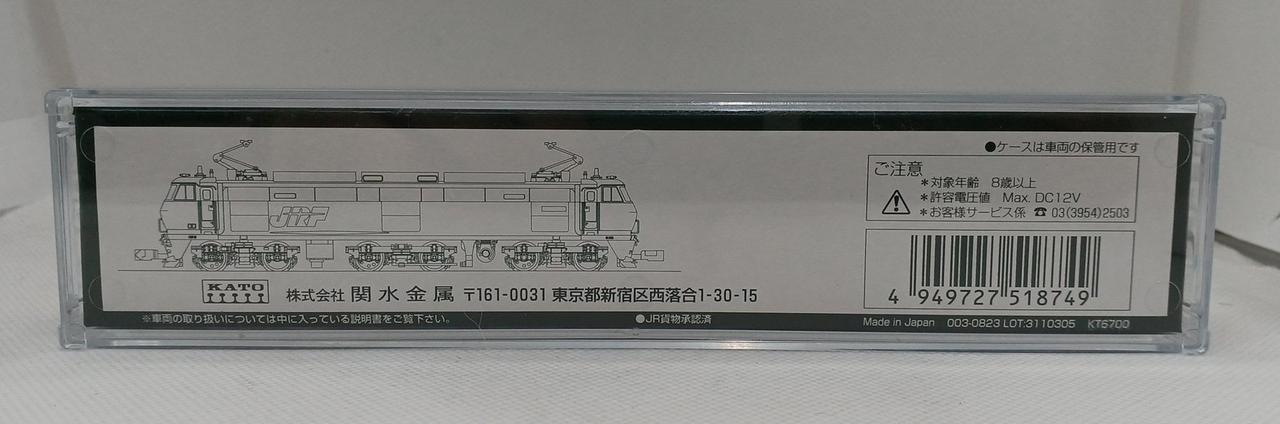 ●ケースは車両の保管用です
ご注意
*対象年齢 8歳以上
*許容電圧値 Max. DC12V
*お客様サービス係 ☎ 03(3954)2503
JRF
KATO
株式会社 関水金属 〒161-0031 東京都新宿区西落合1-30-15
4 949727 518749
※車両の取り扱いについては中に入っている説明書をご覧下さい。
●JR貨物承認済
Made in Japan 003-0823 LOT:3110305 KT6700